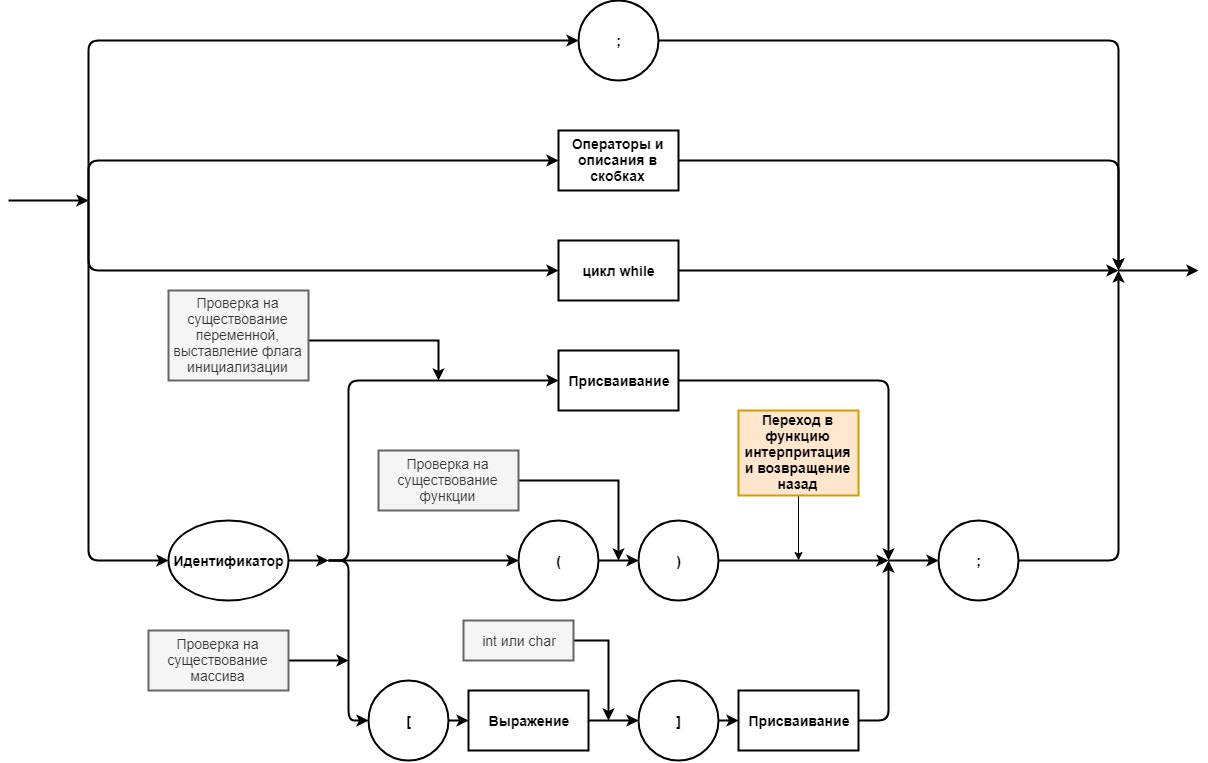 ;
Операторы и
описания в
скобках
цикл while
Проверка на
существование
переменной,
выставление флага
инициализации
Присваивание
Переход в
функцию
интерпритация
и возвращение
назад
Проверка на
существование
функции
Идентификатор
(
)
;
Проверка на
существование
массива
int или char
[
Выражение
]
Присваивание